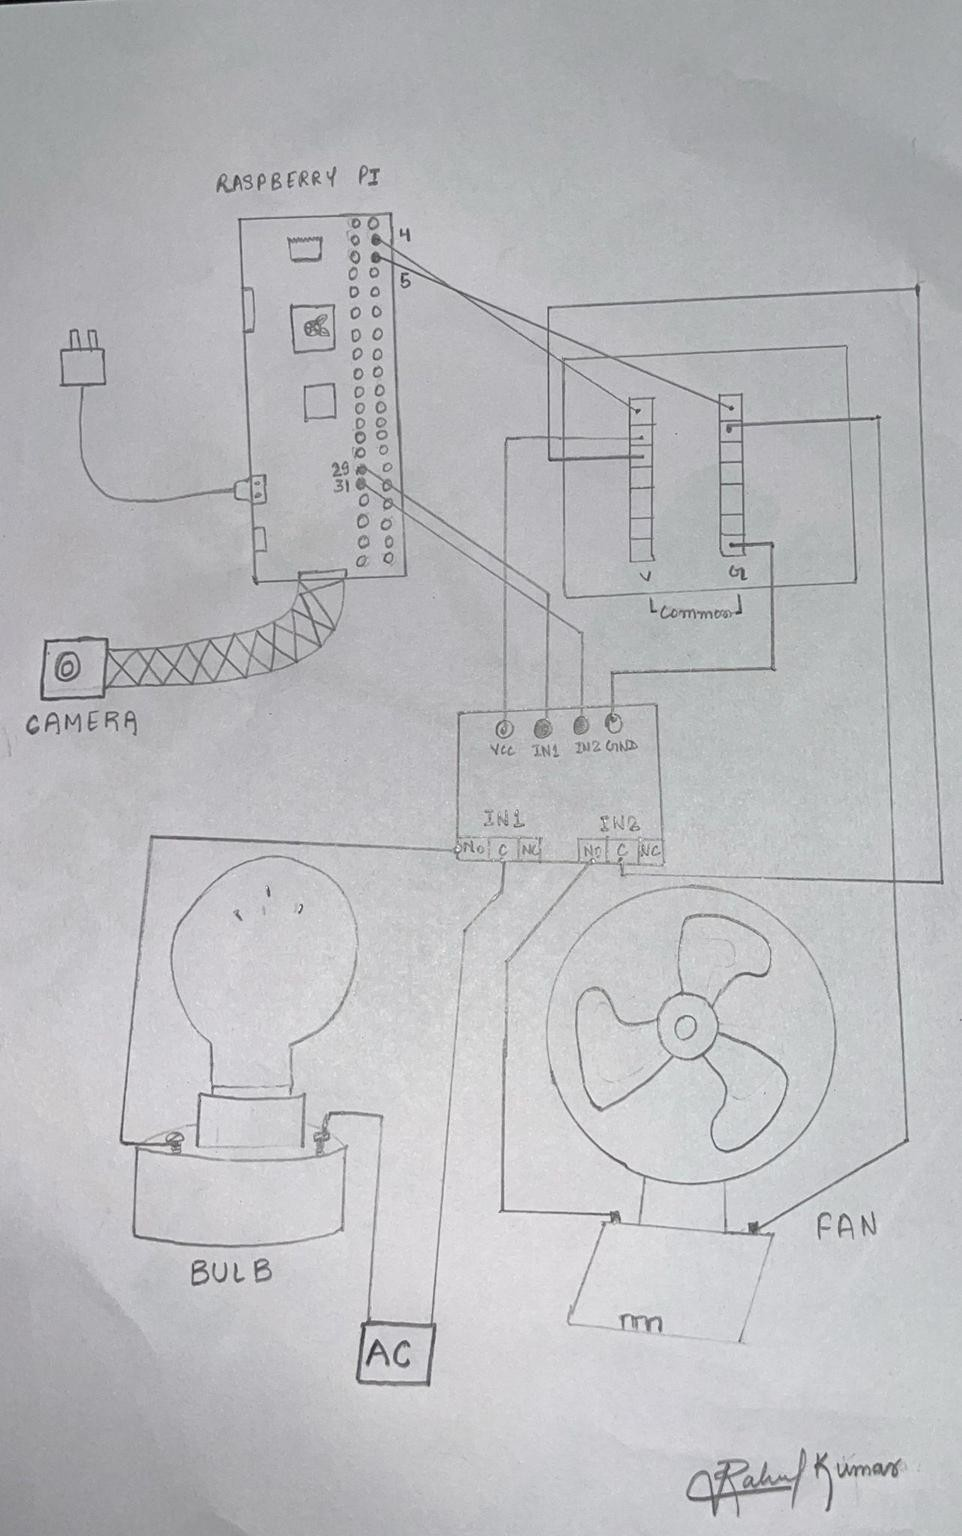 RASPBERRY PI
4
5
29
31
V G
Common
CAMERA
VCC IN1 IN2 GND
IN1 IN2
NO C NC NO C NC
FAN
BULB
AC
Rahul Kumar